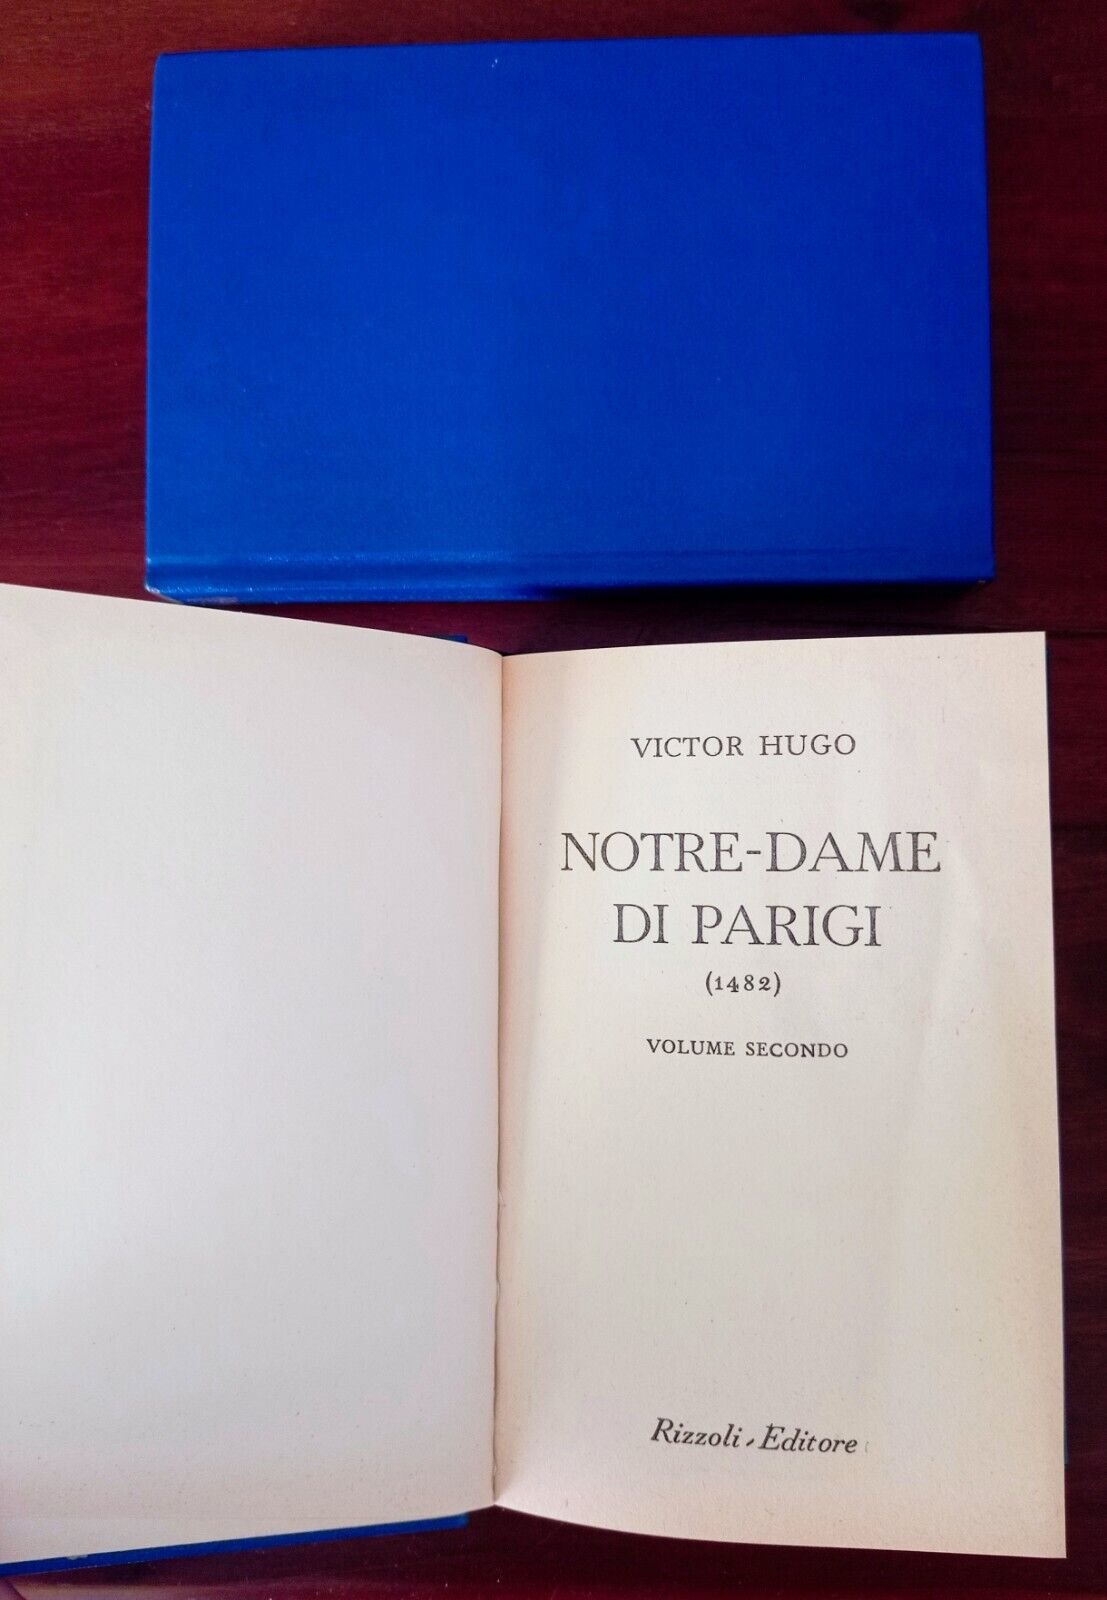 VICTOR HUGO
NOTRE-DAME
DI PARIGI
(1482)
VOLUME SECONDO
Rizzoli - Editore